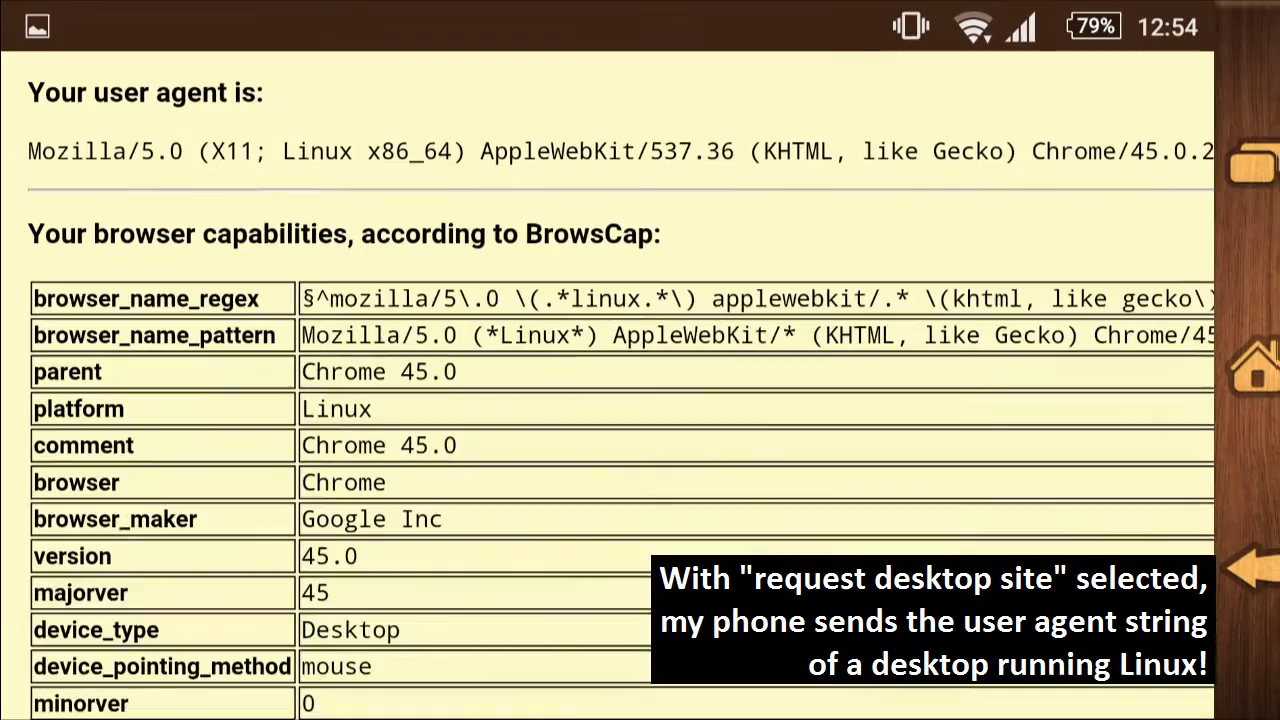 79% 12:54
Your user agent is:
Mozilla/5.0 (X11; Linux x86_64) AppleWebKit/537.36 (KHTML, like Gecko) Chrome/45.0.2
Your browser capabilities, according to BrowsCap:
browser_name_regex §^mozilla/5\.0 \(.*linux.*\) applewebkit/.* \(khtml, like gecko\)
browser_name_pattern Mozilla/5.0 (*Linux*) AppleWebKit/* (KHTML, like Gecko) Chrome/45
parent Chrome 45.0
platform Linux
comment Chrome 45.0
browser Chrome
browser_maker Google Inc
version 45.0
majorver 45
device_type Desktop
device_pointing_method mouse
minorver 0
With "request desktop site" selected,
my phone sends the user agent string
of a desktop running Linux!